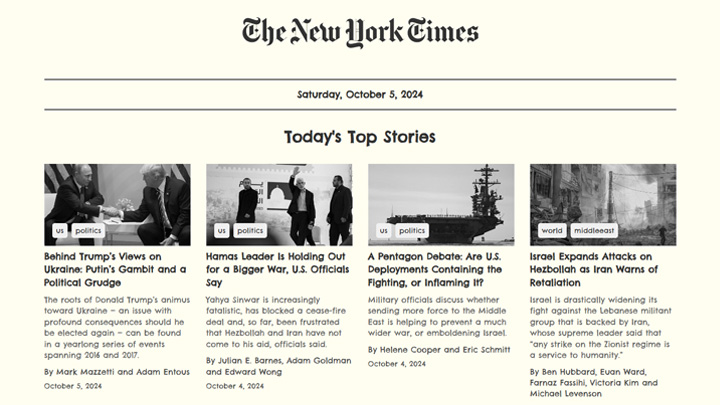 The New York Times
Saturday, October 5, 2024
Today's Top Stories
us politics
Behind Trump's Views on
Ukraine: Putin's Gambit and a
Political Grudge
The roots of Donald Trump's animus
toward Ukraine — an issue with
profound consequences should he
be elected again — can be found
in a yearlong series of events
spanning 2016 and 2017.
By Mark Mazzetti and Adam Entous
October 5, 2024
us politics
Hamas Leader Is Holding Out
for a Bigger War, U.S. Officials
Say
Yahya Sinwar is increasingly
fatalistic, has blocked a cease-fire
deal and, so far, been frustrated
that Hezbollah and Iran have not
come to his aid, officials said.
By Julian E. Barnes, Adam Goldman
and Edward Wong
October 4, 2024
us politics
A Pentagon Debate: Are U.S.
Deployments Containing the
Fighting, or Inflaming It?
Military officials discuss whether
sending more force to the Middle
East is helping to prevent a much
wider war, or emboldening Israel.
By Helene Cooper and Eric Schmitt
October 4, 2024
world middleeast
Israel Expands Attacks on
Hezbollah as Iran Warns of
Retaliation
Israel is drastically widening its
fight against the Lebanese militant
group that is backed by Iran,
whose supreme leader said that
"any strike on the Zionist regime is
a service to humanity."
By Ben Hubbard, Euan Ward,
Farnaz Fassihi, Victoria Kim and
Michael Levenson